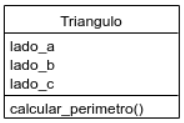 Triangulo
lado_a
lado_b
lado_c
calcular_perimetro()